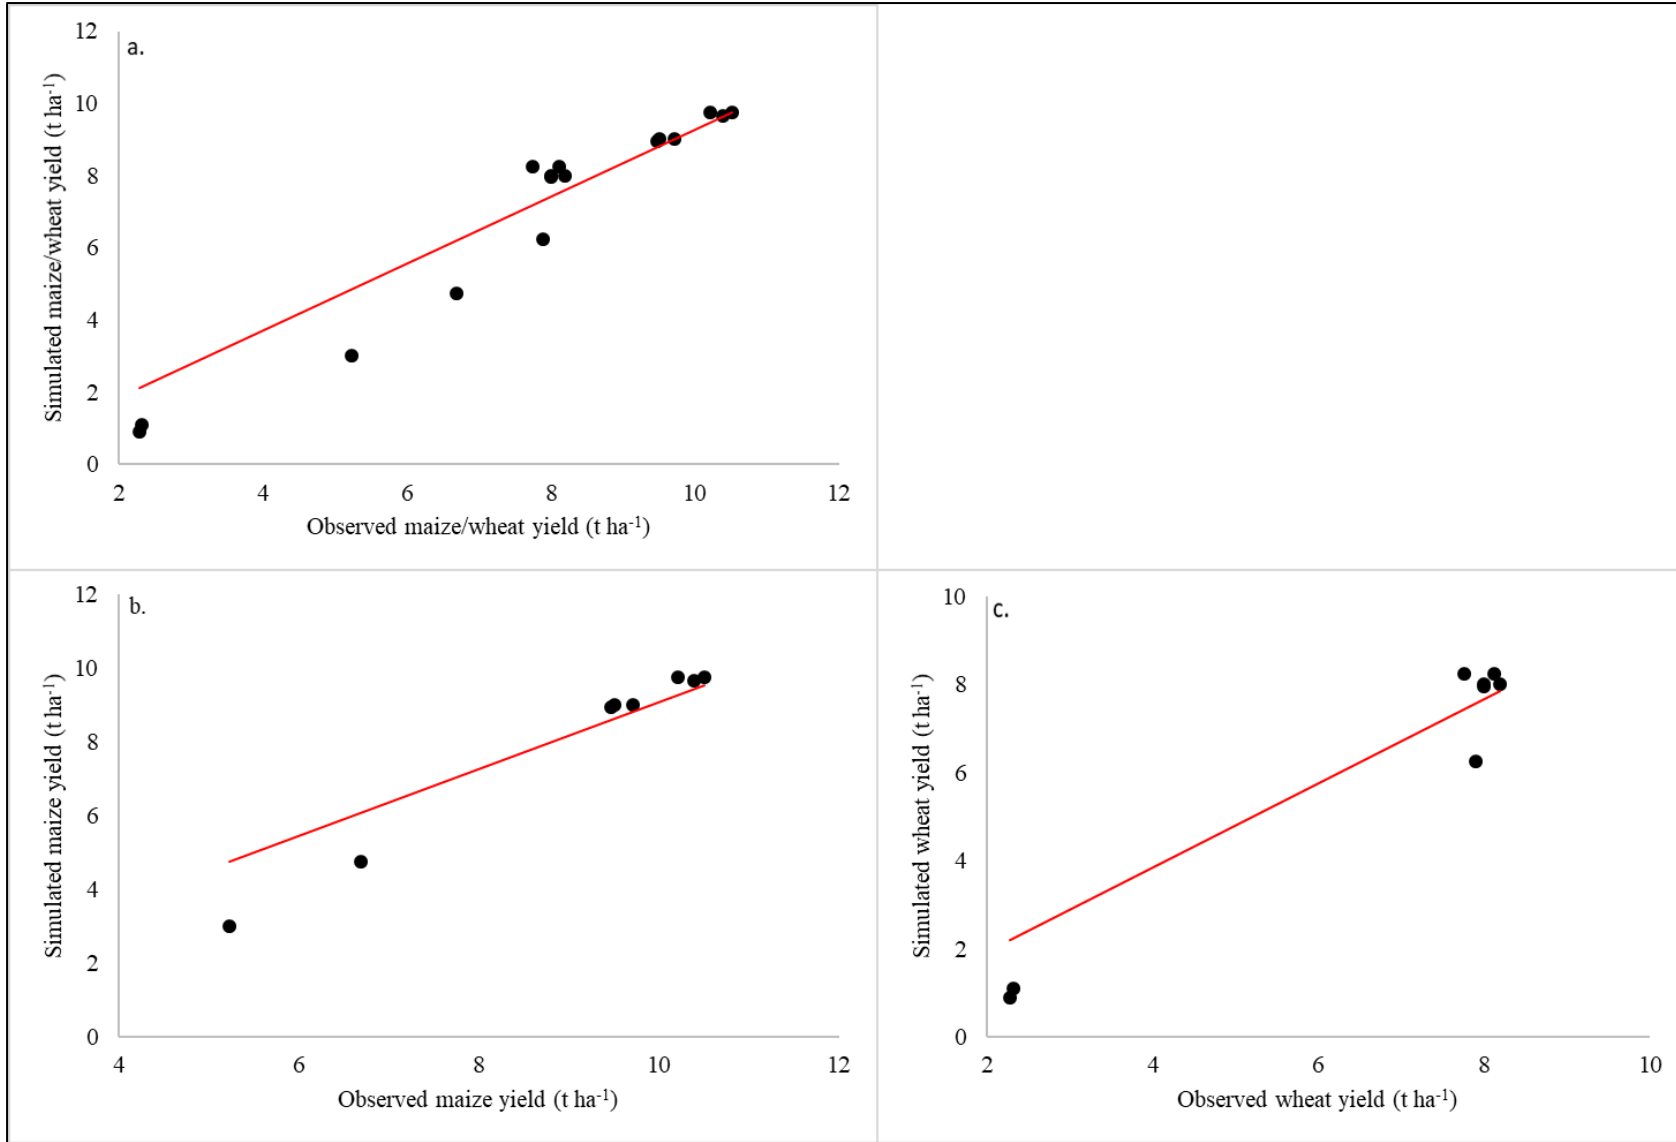 a.
Simulated maize/wheat yield (t ha⁻¹)
12
10
8
6
4
2
0
2 4 6 8 10 12
Observed maize/wheat yield (t ha⁻¹)
b.
Simulated maize yield (t ha⁻¹)
12
10
8
6
4
2
0
4 6 8 10 12
Observed maize yield (t ha⁻¹)
c.
Simulated wheat yield (t ha⁻¹)
10
8
6
4
2
0
2 4 6 8 10
Observed wheat yield (t ha⁻¹)